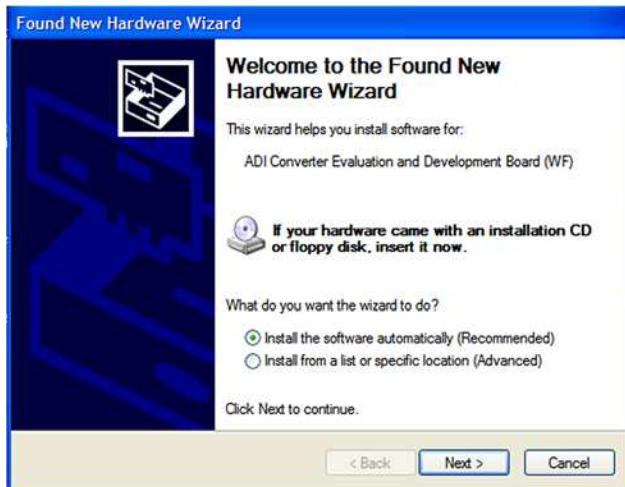 Found New Hardware Wizard
Welcome to the Found New
Hardware Wizard
This wizard helps you install software for:
ADI Converter Evaluation and Development Board (WF)
If your hardware came with an installation CD
or floppy disk, insert it now.
What do you want the wizard to do?
Install the software automatically (Recommended)
Install from a list or specific location (Advanced)
Click Next to continue.
< Back Next > Cancel